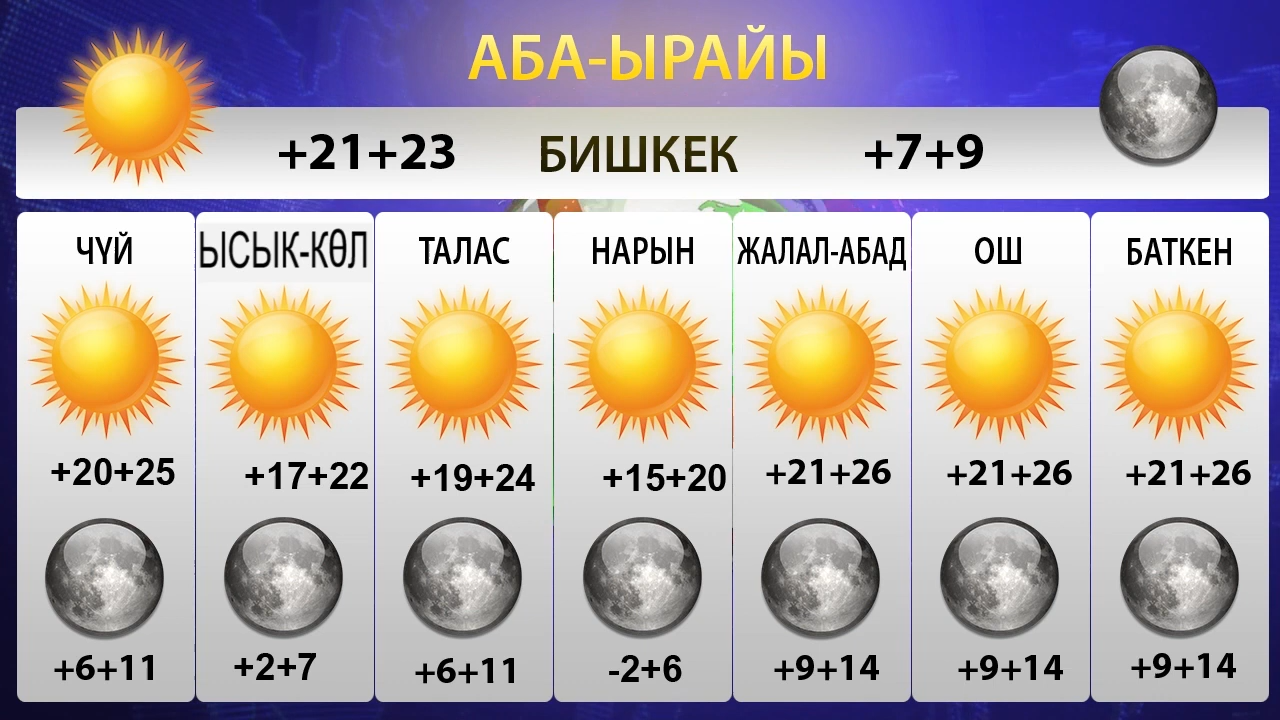 АБА-ЫРАЙЫ
+21+23 БИШКЕК +7+9
ЧҮЙ ЫСЫК-КӨЛ ТАЛАС НАРЫН ЖАЛАЛ-АБАД ОШ БАТКЕН
+20+25 +17+22 +19+24 +15+20 +21+26 +21+26 +21+26
+6+11 +2+7 +6+11 -2+6 +9+14 +9+14 +9+14